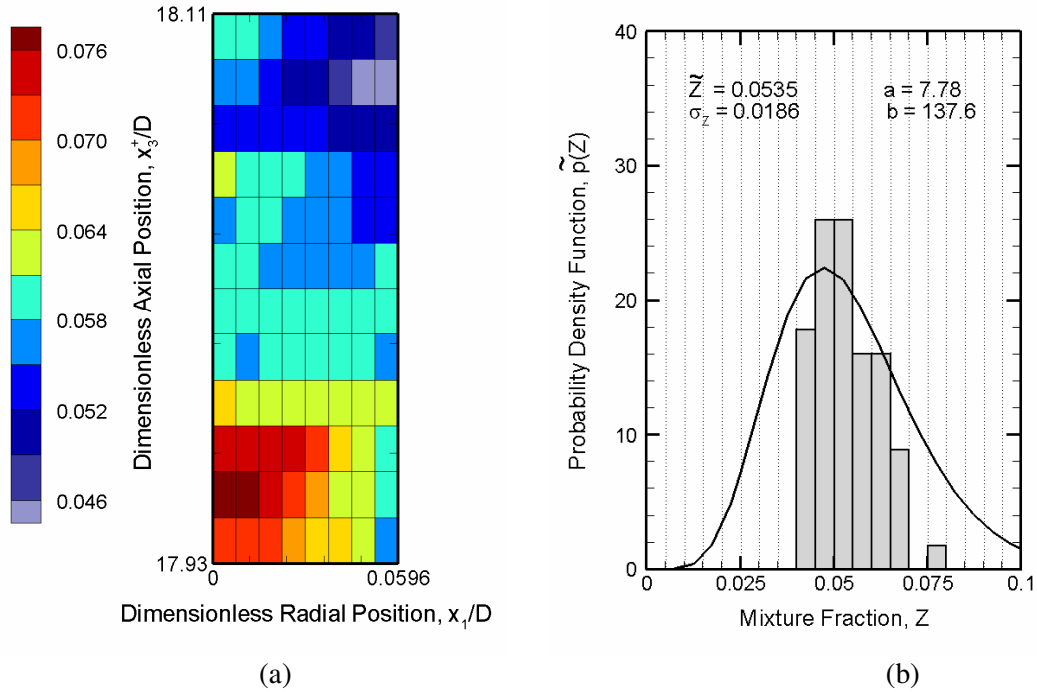 18.11
0.076
0.070
0.064
0.058
0.052
0.046
Dimensionless Axial Position, x₃⁺/D
17.93
0
0.0596
Dimensionless Radial Position, x₁/D
(a)
40
30
20
10
0
Probability Density Function, p̃(Z)
Z̃ = 0.0535
σ_Z = 0.0186
a = 7.78
b = 137.6
0
0.025
0.05
0.075
0.1
Mixture Fraction, Z
(b)